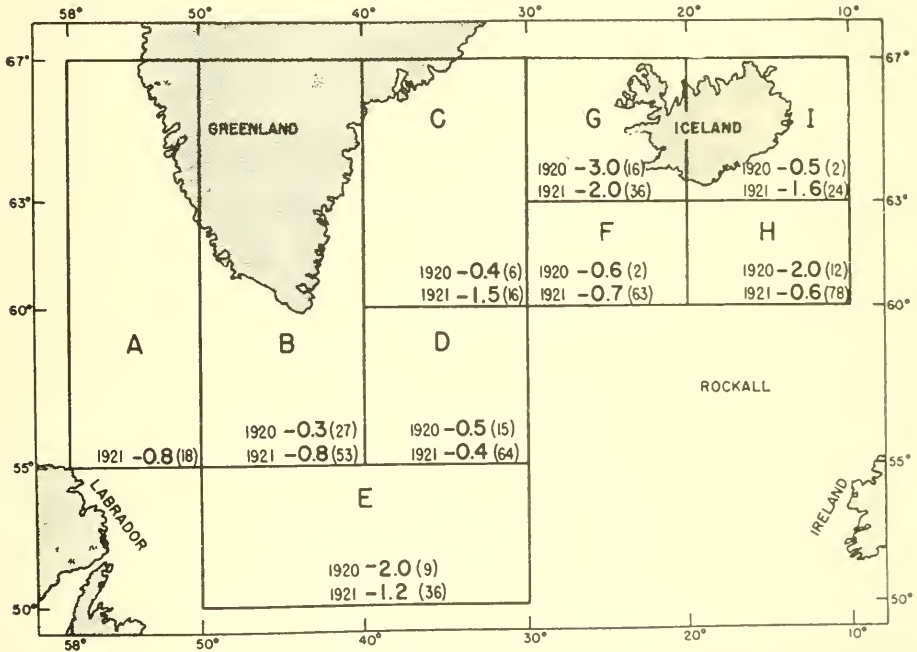 58° 50° 40° 30° 20° 10°
67° 67°
C
GREENLAND G ICELAND I
1920 -3.0 (16) 1920 -0.5 (2)
1921 -2.0 (36) 1921 -1.6 (24)
63° 63°
F H
1920 -0.4 (6) 1920 -0.6 (2) 1920 -2.0 (12)
1921 -1.5 (16) 1921 -0.7 (63) 1921 -0.6 (78)
60° 60°
A B D
ROCKALL
1920 -0.3 (27) 1920 -0.5 (15)
1921 -0.8 (18) 1921 -0.8 (53) 1921 -0.4 (64)
55° 55°
LABRADOR
E
IRELAND
1920 -2.0 (9)
1921 -1.2 (36)
50° 50°
58° 50° 40° 30° 20° 10°